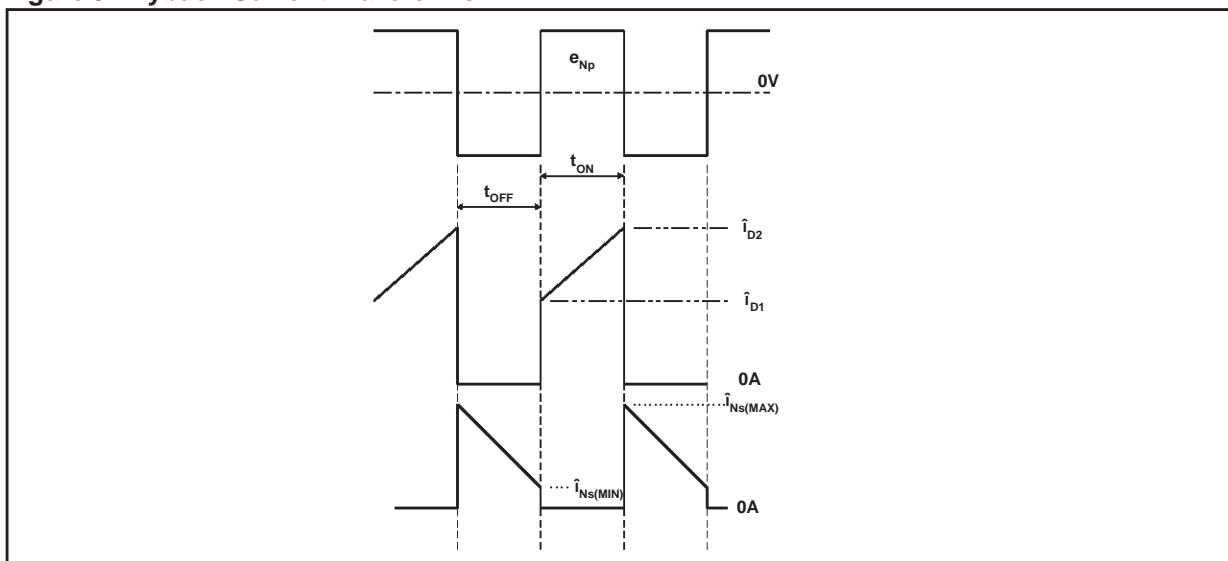 e_Np
0V
t_ON
t_OFF
î_D2
î_D1
0A
î_Ns(MAX)
î_Ns(MIN)
0A